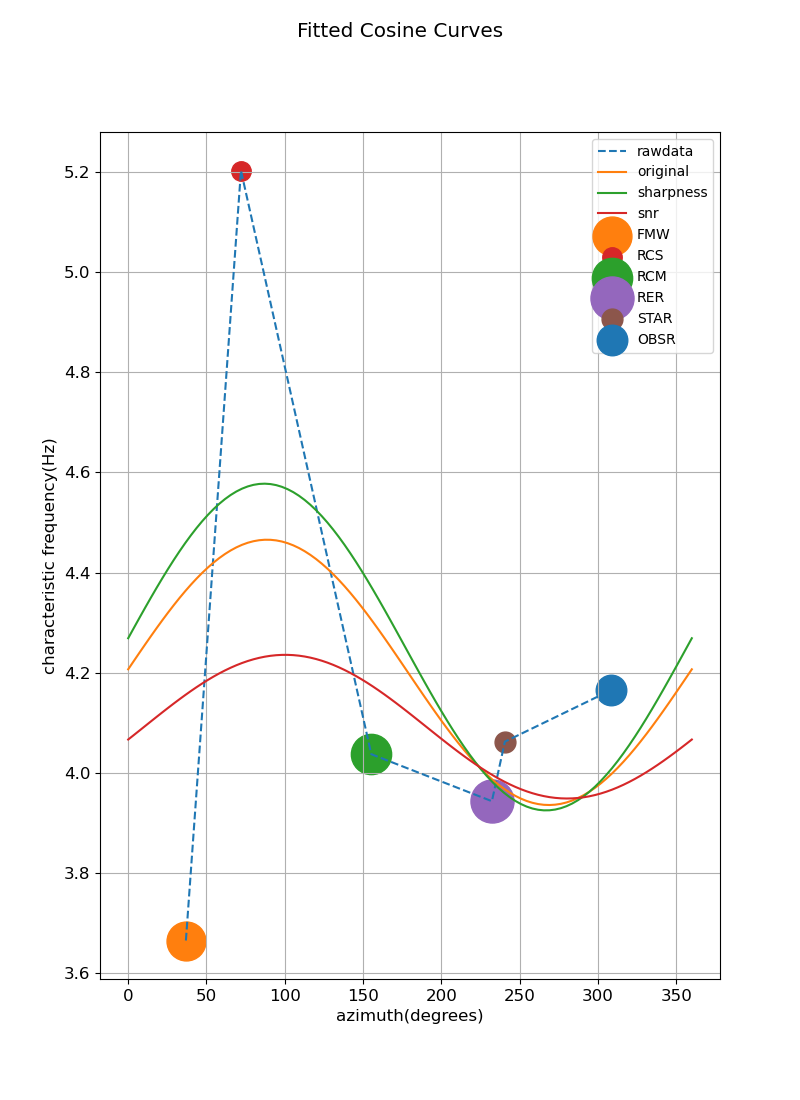 Fitted Cosine Curves
rawdata
original
sharpness
snr
FMW
RCS
RCM
RER
STAR
OBSR
5.2
5.0
4.8
4.6
4.4
4.2
4.0
3.8
3.6
characteristic frequency(Hz)
0 50 100 150 200 250 300 350
azimuth(degrees)